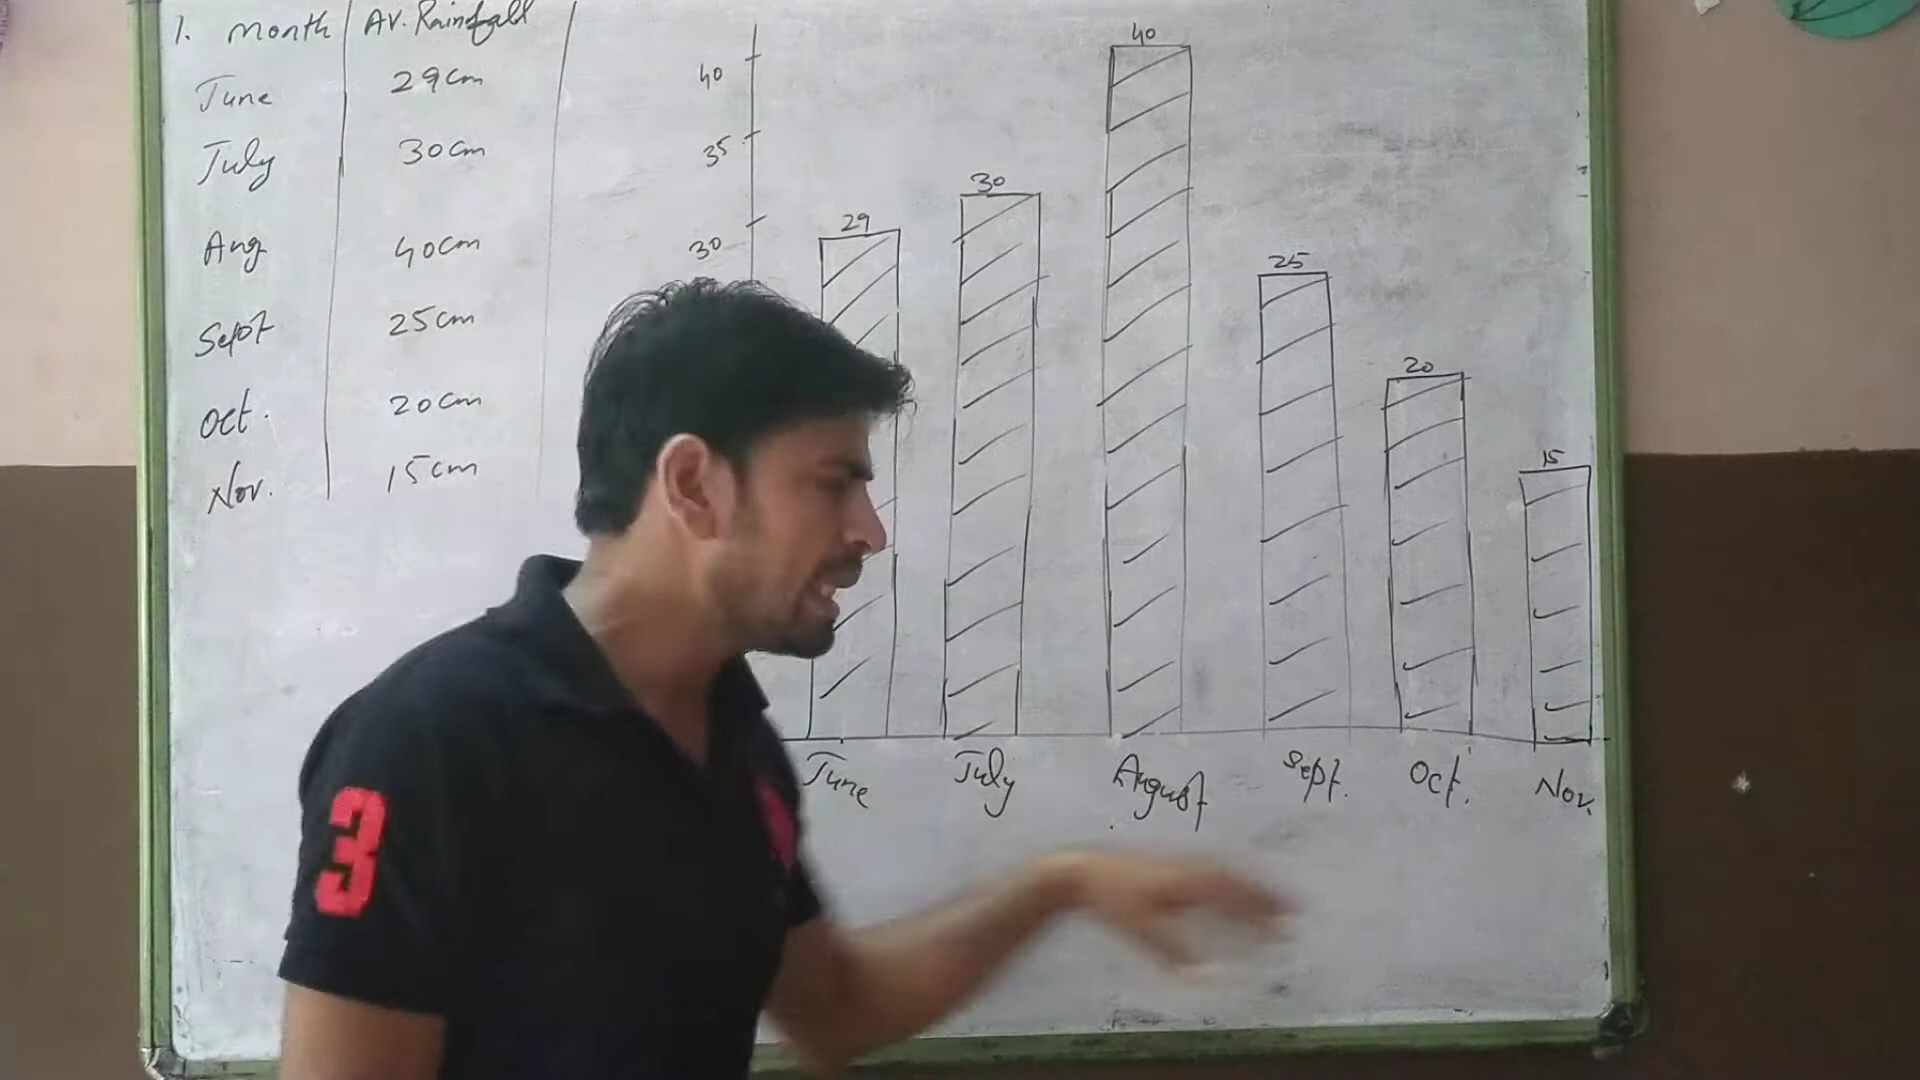 1. Month Av. Rainfall
June 29cm
July 30cm
Aug 40cm
Sept 25cm
Oct. 20cm
Nov. 15cm
40
35
30
29
30
40
25
20
15
June July August Sept. Oct. Nov.
3